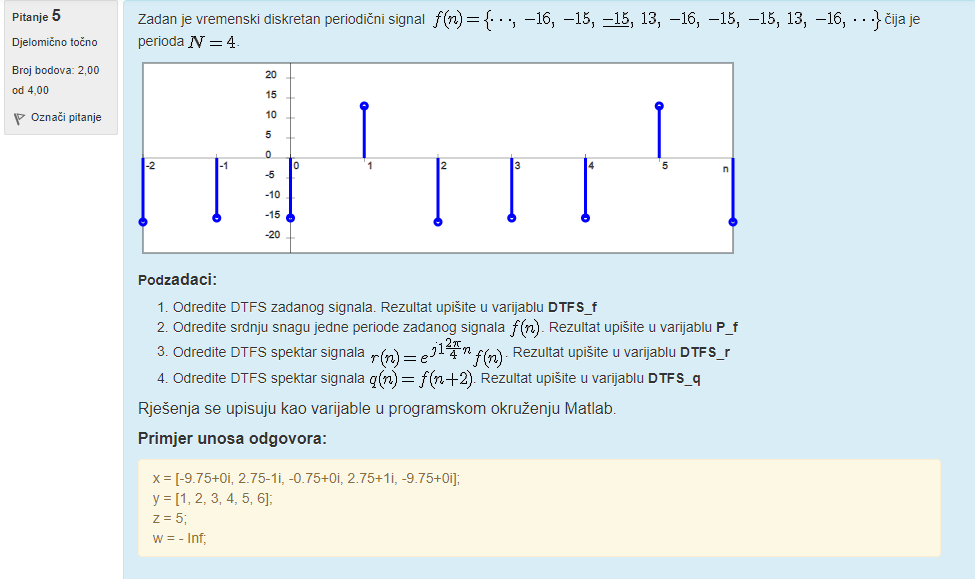 Pitanje 5
Djelomično točno
Broj bodova: 2,00
od 4,00
Označi pitanje
Zadan je vremenski diskretan periodični signal f(n)={⋯, −16, −15, −15, 13, −16, −15, −15, 13, −16, ⋯} čija je
perioda N = 4.
20
15
10
5
0
-5
-10
-15
-20
-2 -1 0 1 2 3 4 5 n
Podzadaci:
1. Odredite DTFS zadanog signala. Rezultat upišite u varijablu DTFS_f
2. Odredite srdnju snagu jedne periode zadanog signala f(n). Rezultat upišite u varijablu P_f
3. Odredite DTFS spektar signala r(n) = e^{j1\frac{2π}{4}n} f(n). Rezultat upišite u varijablu DTFS_r
4. Odredite DTFS spektar signala q(n) = f(n+2). Rezultat upišite u varijablu DTFS_q
Rješenja se upisuju kao varijable u programskom okruženju Matlab.
Primjer unosa odgovora:
x = [-9.75+0i, 2.75-1i, -0.75+0i, 2.75+1i, -9.75+0i];
y = [1, 2, 3, 4, 5, 6];
z = 5;
w = - Inf;